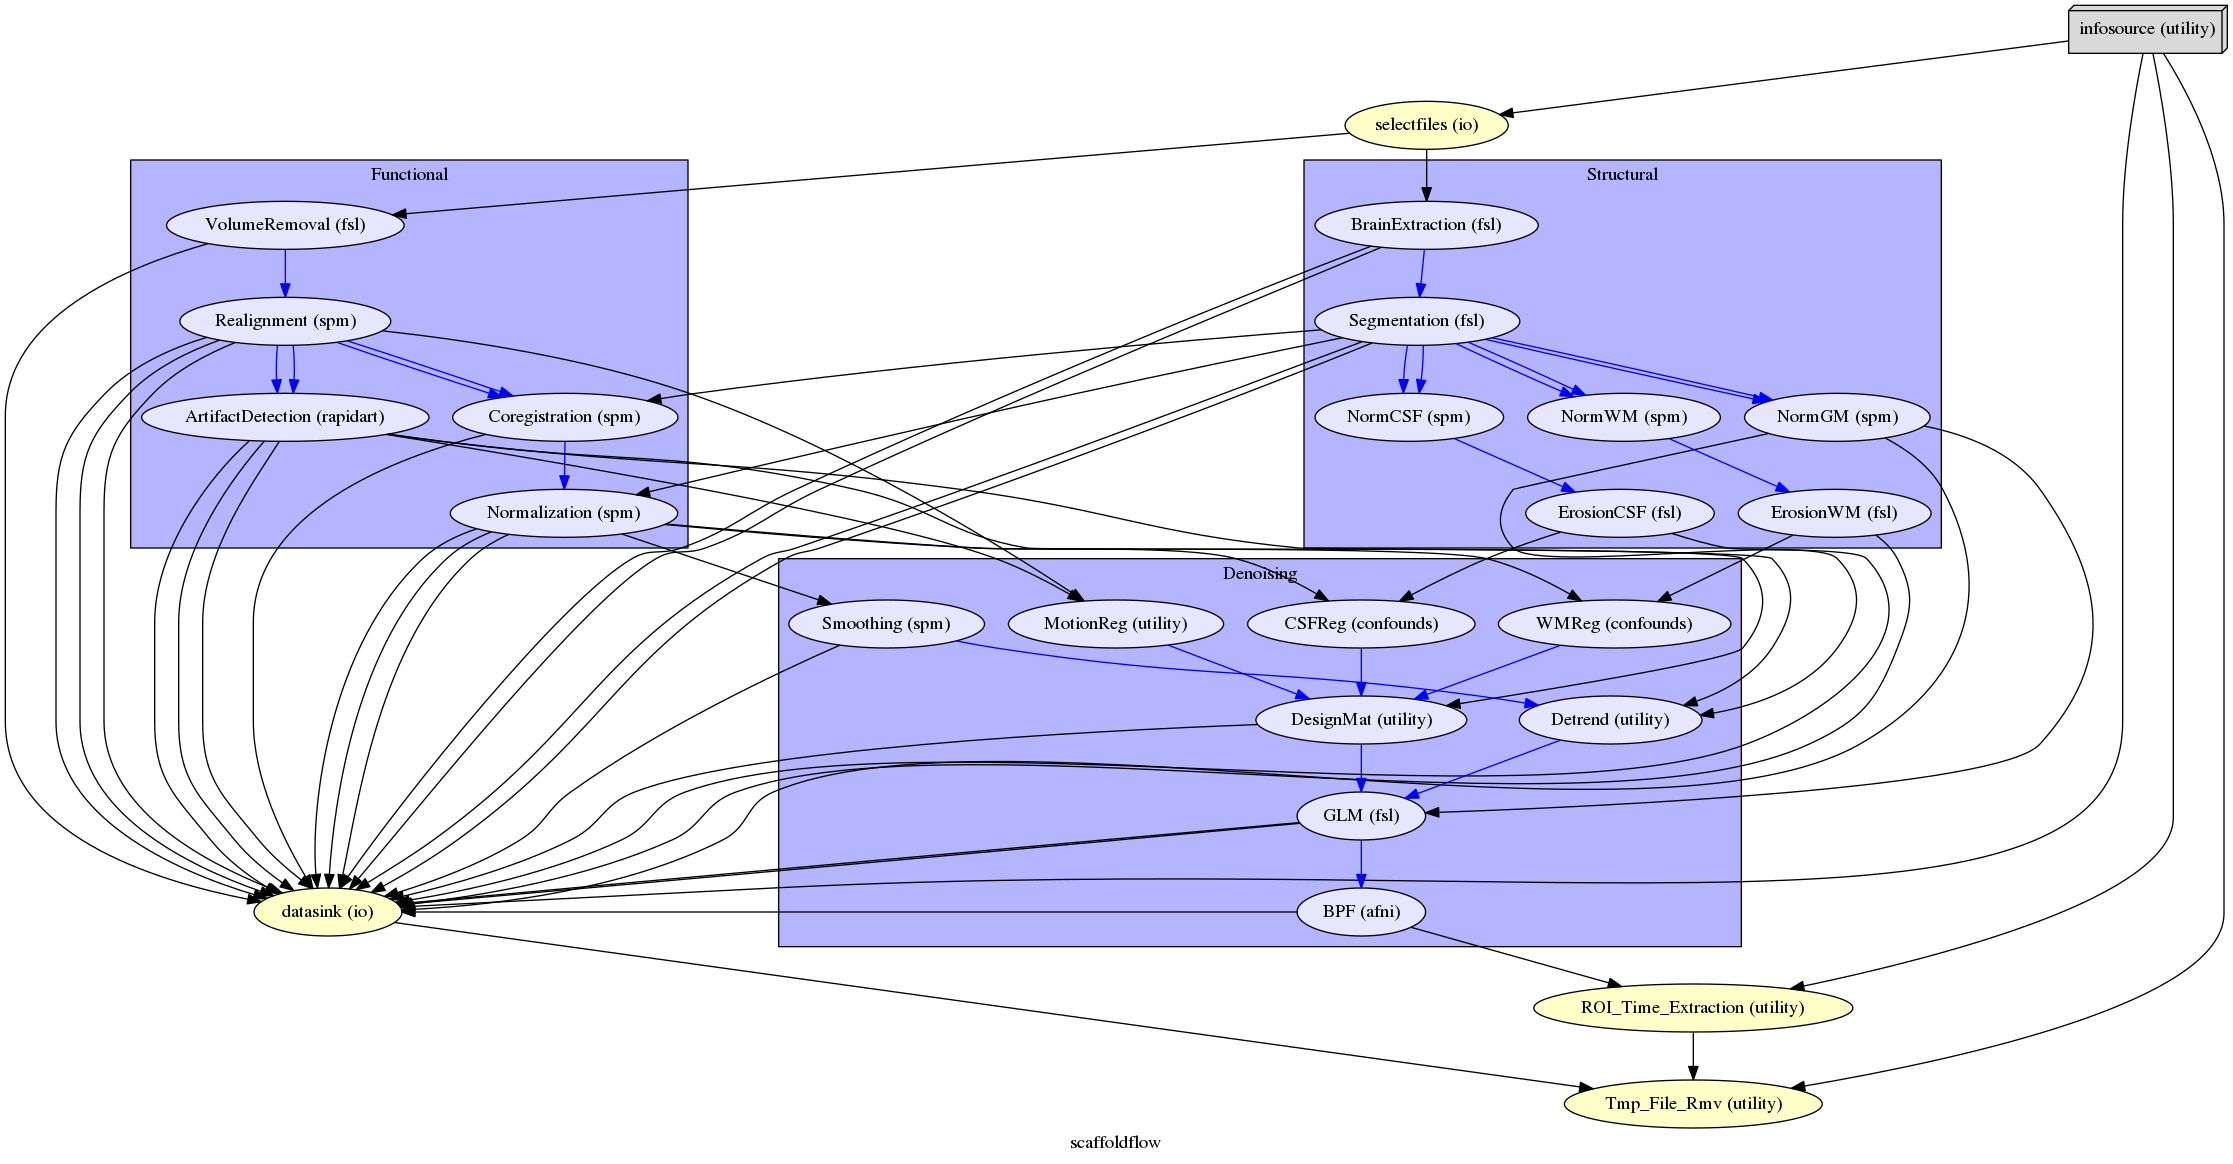 infosource (utility)
selectfiles (io)
Functional
Structural
VolumeRemoval (fsl)
BrainExtraction (fsl)
Realignment (spm)
Segmentation (fsl)
ArtifactDetection (rapidart)
Coregistration (spm)
NormCSF (spm)
NormWM (spm)
NormGM (spm)
Normalization (spm)
ErosionCSF (fsl)
ErosionWM (fsl)
Denoising
Smoothing (spm)
MotionReg (utility)
CSFReg (confounds)
WMReg (confounds)
DesignMat (utility)
Detrend (utility)
GLM (fsl)
datasink (io)
BPF (afni)
ROI_Time_Extraction (utility)
Tmp_File_Rmv (utility)
scaffoldflow